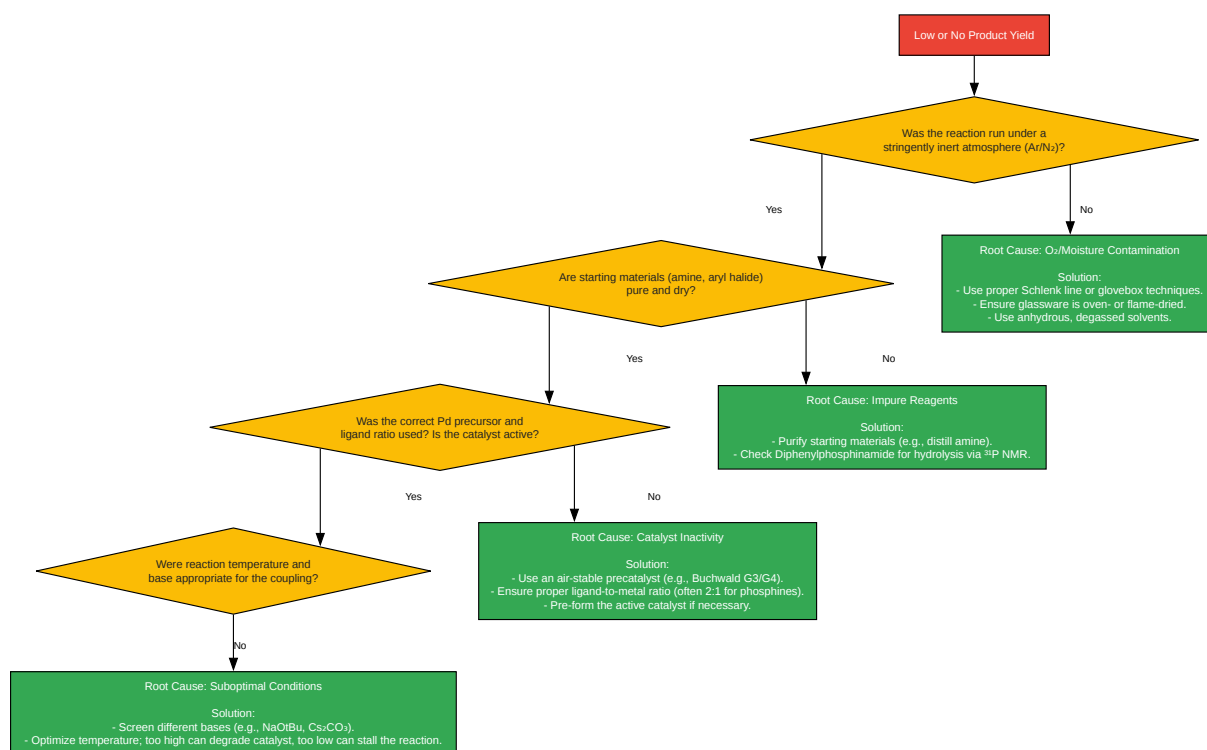 Low or No Product Yield
Was the reaction run under a
stringently inert atmosphere (Ar/N₂)?
Yes
No
Root Cause: O₂/Moisture Contamination
Solution:
- Use proper Schlenk line or glovebox techniques.
- Ensure glassware is oven- or flame-dried.
- Use anhydrous, degassed solvents.
Are starting materials (amine, aryl halide)
pure and dry?
Yes
No
Root Cause: Impure Reagents
Solution:
- Purify starting materials (e.g., distill amine).
- Check Diphenylphosphinamide for hydrolysis via ³¹P NMR.
Was the correct Pd precursor and
ligand ratio used? Is the catalyst active?
Yes
No
Root Cause: Catalyst Inactivity
Solution:
- Use an air-stable precatalyst (e.g., Buchwald G3/G4).
- Ensure proper ligand-to-metal ratio (often 2:1 for phosphines).
- Pre-form the active catalyst if necessary.
Were reaction temperature and
base appropriate for the coupling?
No
Root Cause: Suboptimal Conditions
Solution:
- Screen different bases (e.g., NaOtBu, Cs₂CO₃).
- Optimize temperature; too high can degrade catalyst, too low can stall the reaction.